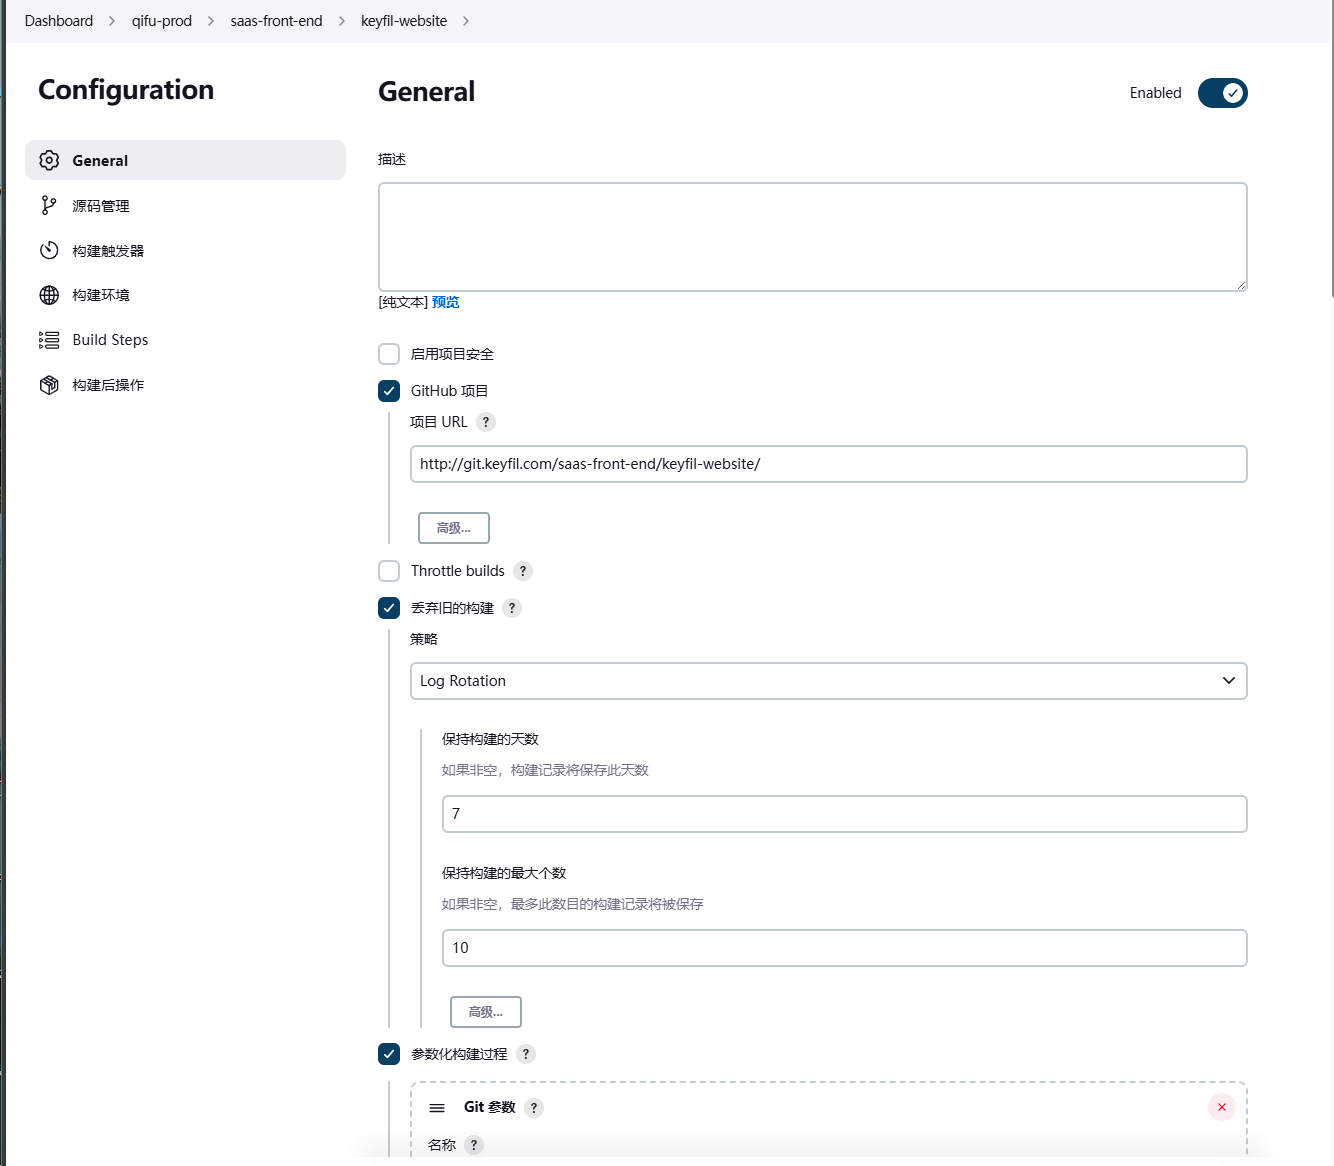 Dashboard > qifu-prod > saas-front-end > keyfil-website >
Configuration
General
源码管理
构建触发器
构建环境
Build Steps
构建后操作
General
Enabled
描述
[纯文本] 预览
启用项目安全
GitHub 项目
项目 URL ?
http://git.keyfil.com/saas-front-end/keyfil-website/
高级...
Throttle builds ?
丢弃旧的构建 ?
策略
Log Rotation
保持构建的天数
如果非空，构建记录将保存此天数
7
保持构建的最大个数
如果非空，最多此数目的构建记录将被保存
10
高级...
参数化构建过程 ?
Git 参数 ?
名称 ?